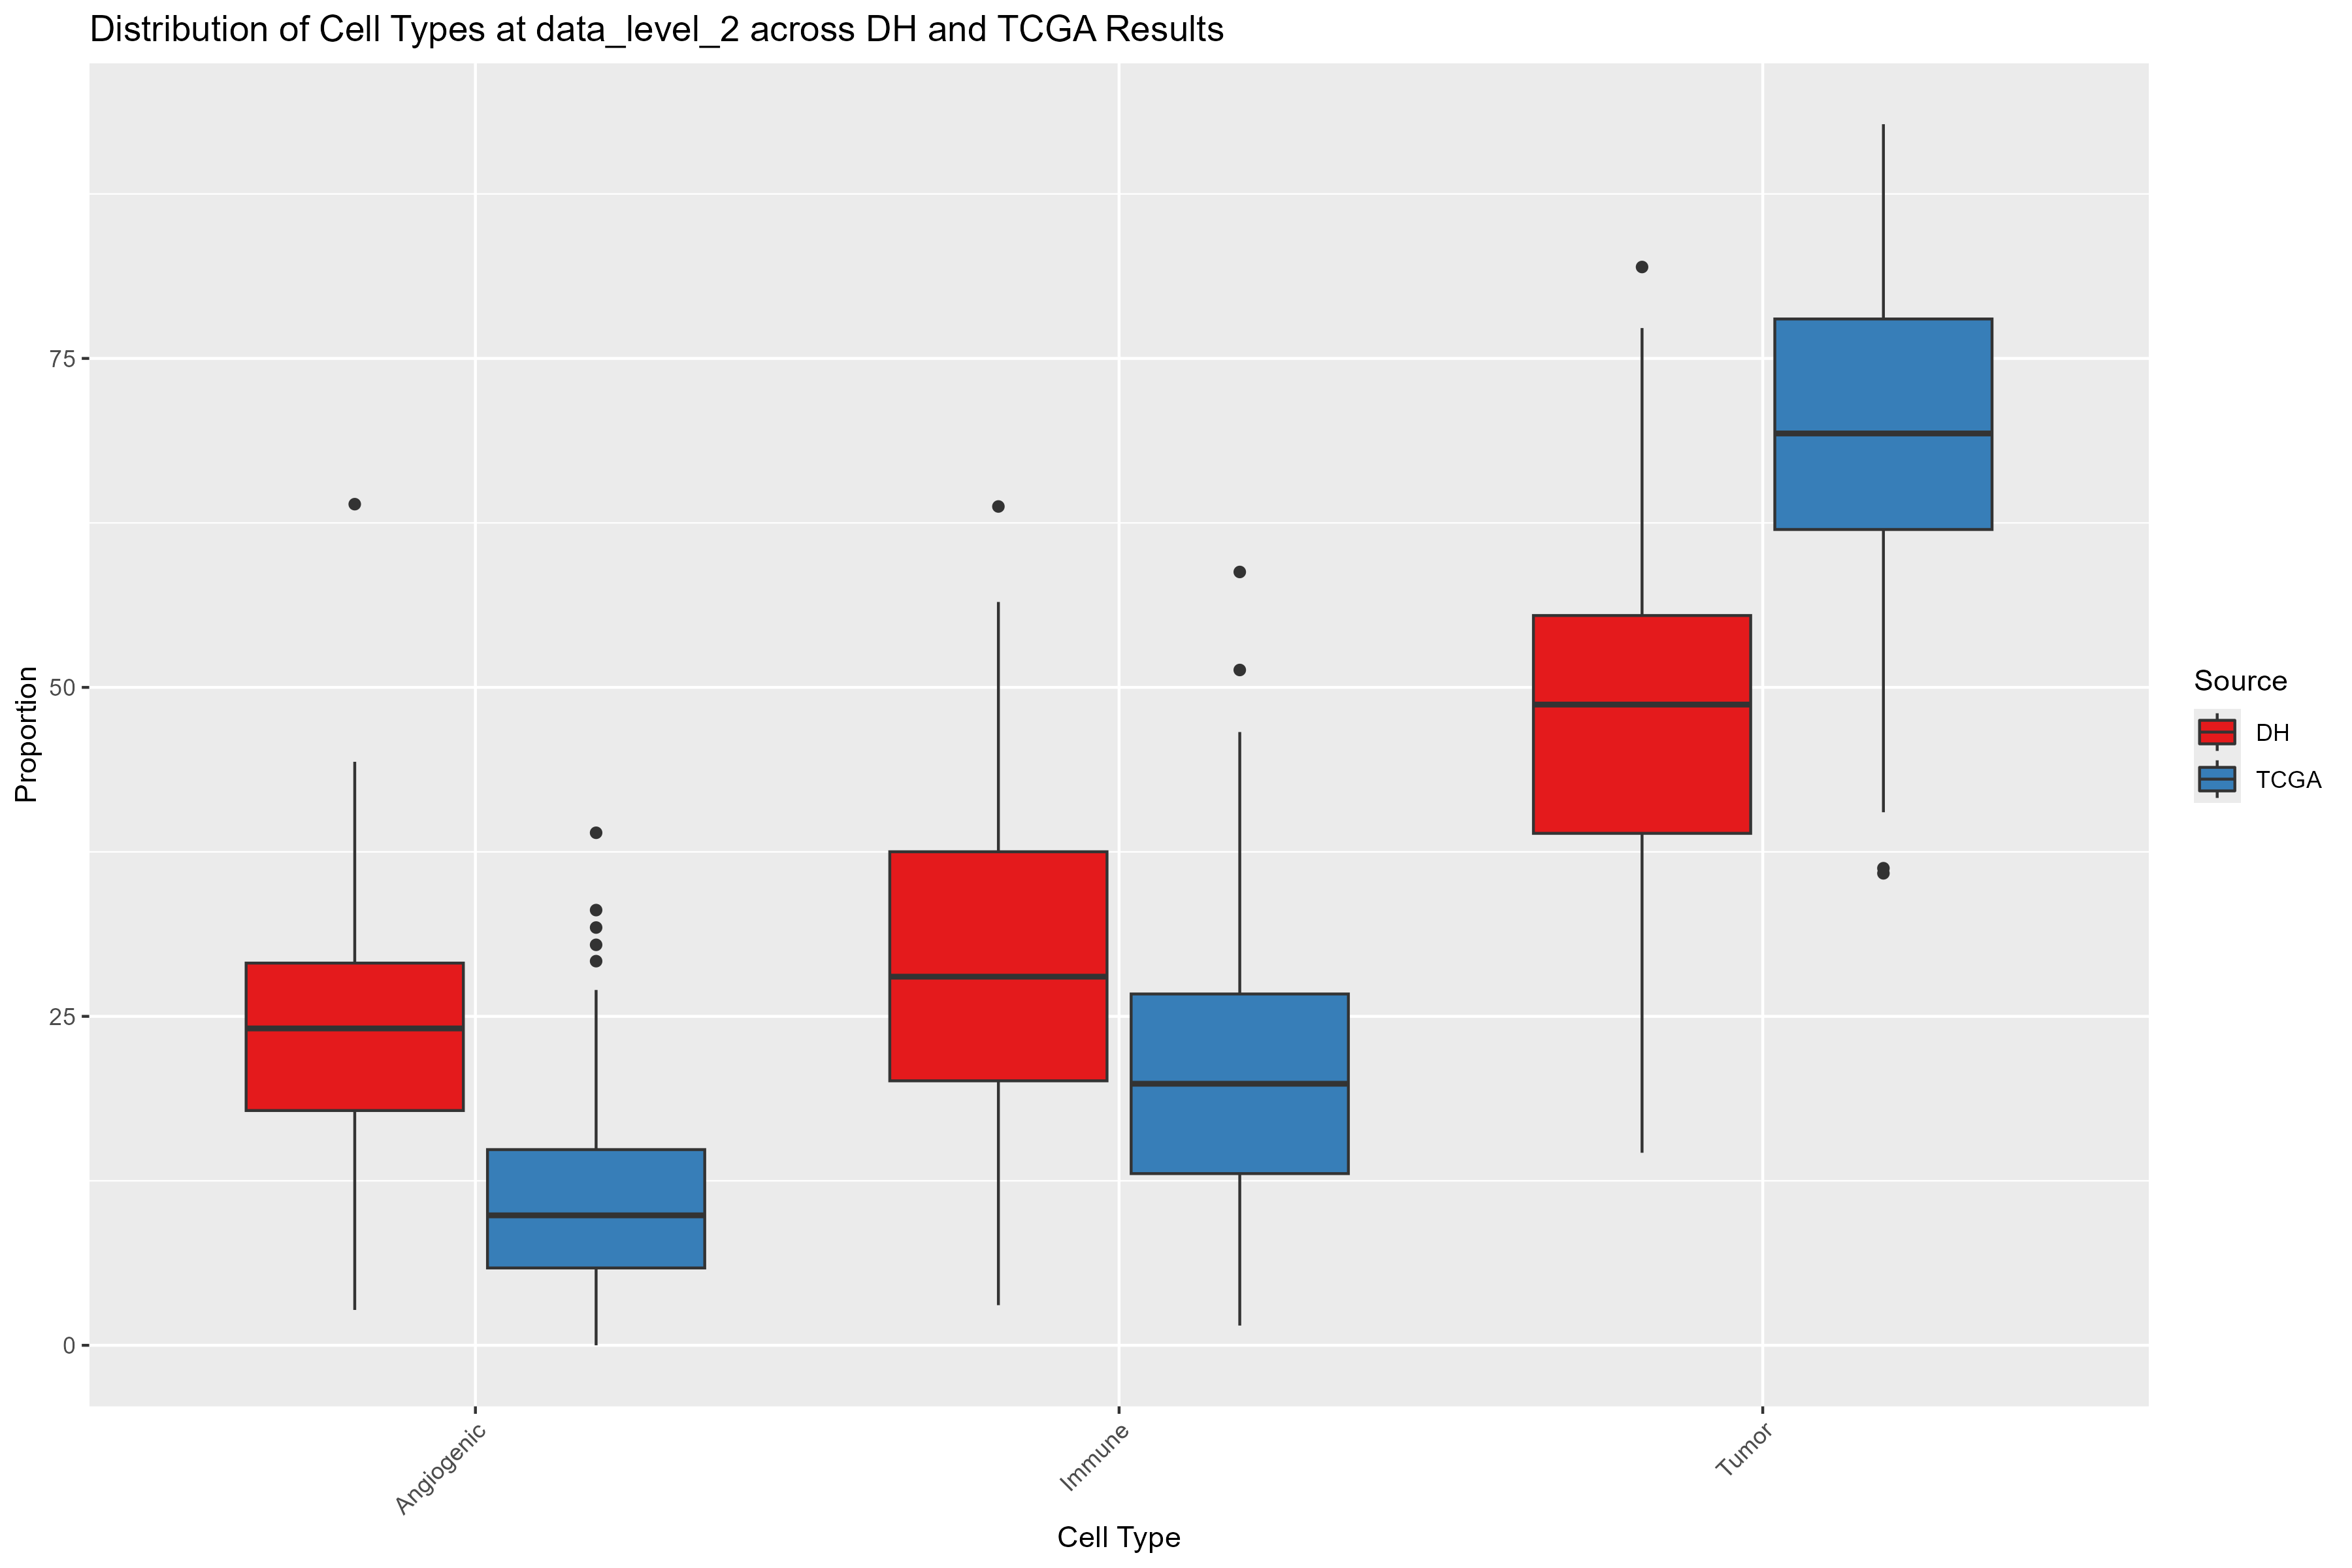 Distribution of Cell Types at data_level_2 across DH and TCGA Results
Proportion
75
50
25
0
Angiogenic
Immune
Tumor
Cell Type
Source
DH
TCGA